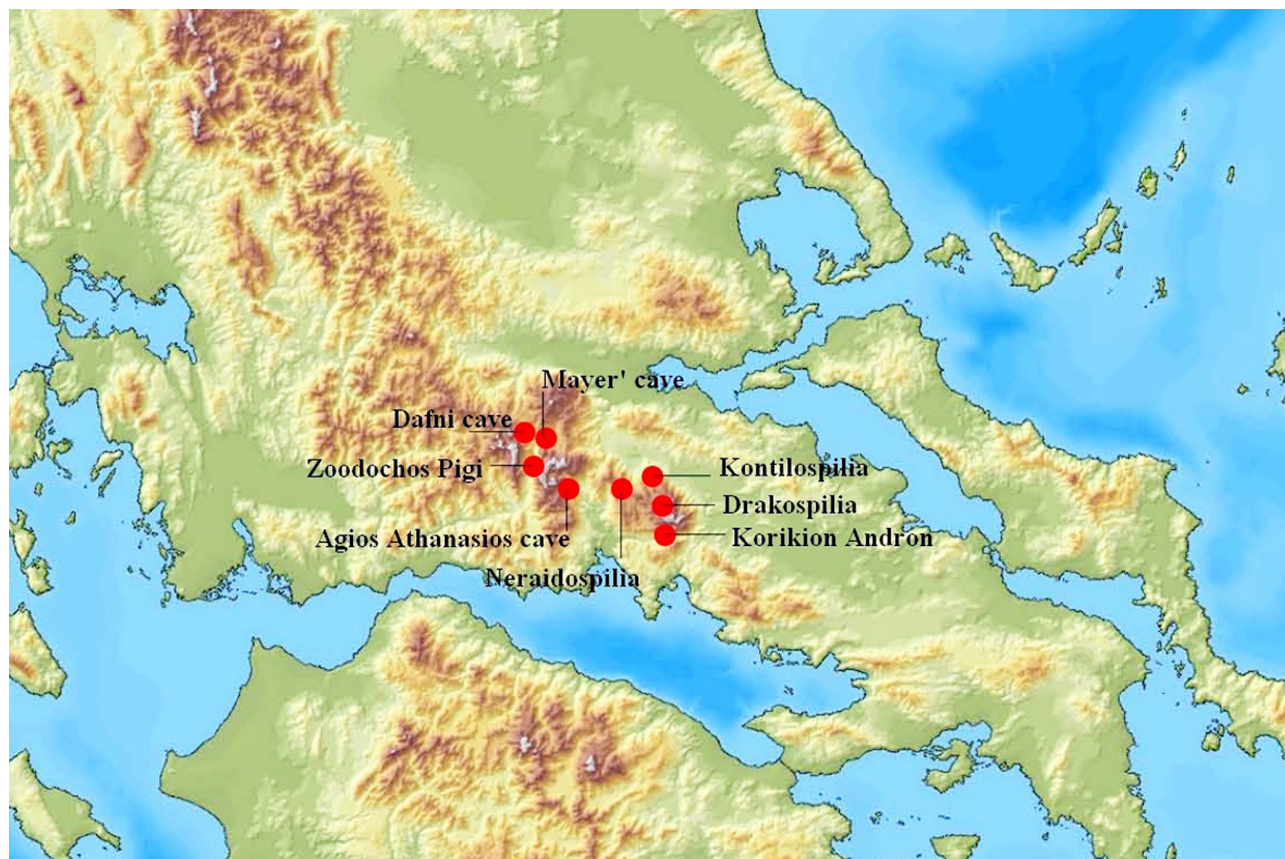 Mayer' cave
Dafni cave
Zoodochos Pigi
Kontilospilia
Drakospilia
Agios Athanasios cave
Korikion Andron
Neraidospilia